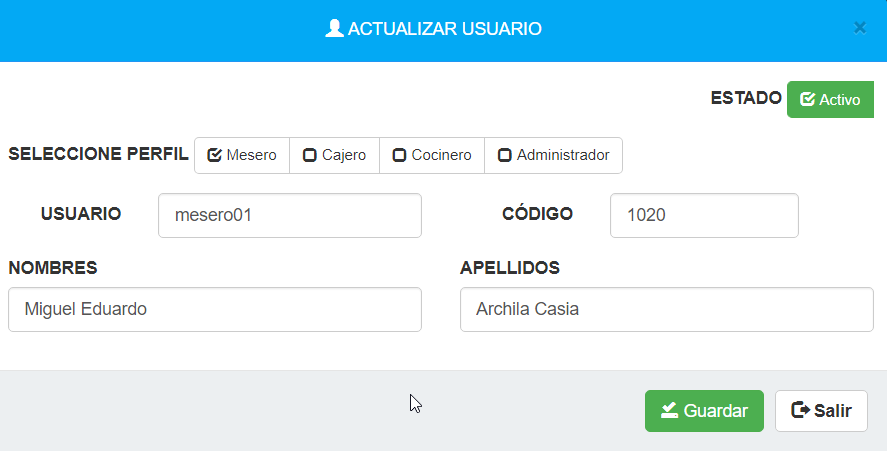 ACTUALIZAR USUARIO ×
ESTADO Activo
SELECCIONE PERFIL Mesero Cajero Cocinero Administrador
USUARIO mesero01 CÓDIGO 1020
NOMBRES APELLIDOS
Miguel Eduardo Archila Casia
Guardar Salir